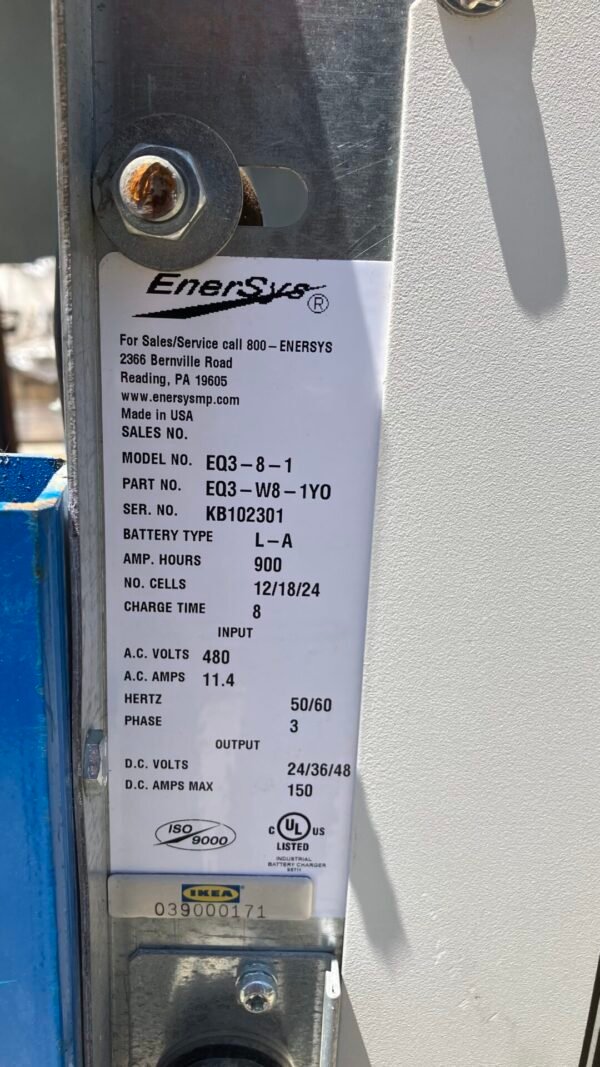 EnerSys®
For Sales/Service call 800-ENERSYS
2366 Bernville Road
Reading, PA 19605
www.enersysmp.com
Made in USA
SALES NO.
MODEL NO. EQ3-8-1
PART NO. EQ3-W8-1YO
SER. NO. KB102301
BATTERY TYPE L-A
AMP. HOURS 900
NO. CELLS 12/18/24
CHARGE TIME 8
INPUT
A.C. VOLTS 480
A.C. AMPS 11.4
HERTZ 50/60
PHASE 3
OUTPUT
D.C. VOLTS 24/36/48
D.C. AMPS MAX 150
ISO 9000
C UL US
LISTED
INDUSTRIAL
BATTERY CHARGER
IKEA
039000171